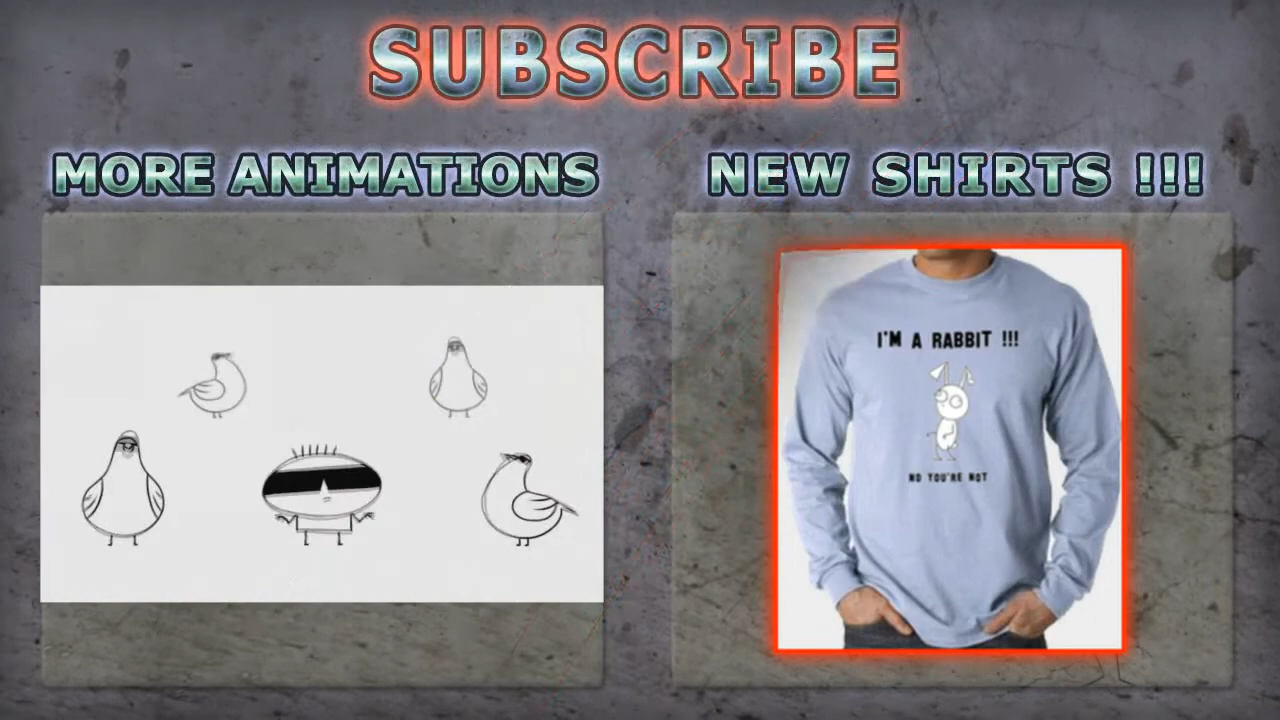 SUBSCRIBE
MORE ANIMATIONS
NEW SHIRTS !!!
I'M A RABBIT !!!
NO YOU'RE NOT